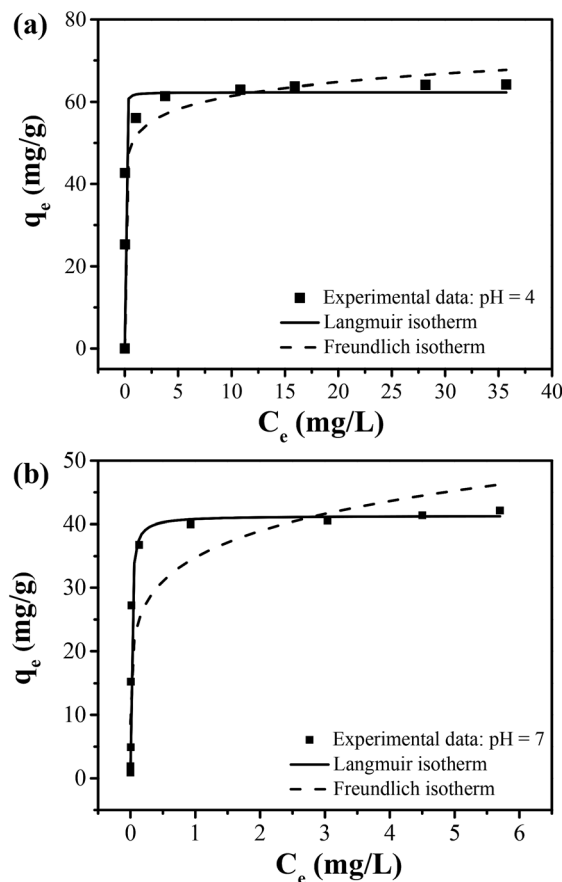 (a)
80
60
40
20
0
qe (mg/g)
Experimental data: pH = 4
Langmuir isotherm
Freundlich isotherm
0 5 10 15 20 25 30 35 40
Ce (mg/L)
(b)
50
40
30
20
10
0
qe (mg/g)
Experimental data: pH = 7
Langmuir isotherm
Freundlich isotherm
0 1 2 3 4 5 6
Ce (mg/L)